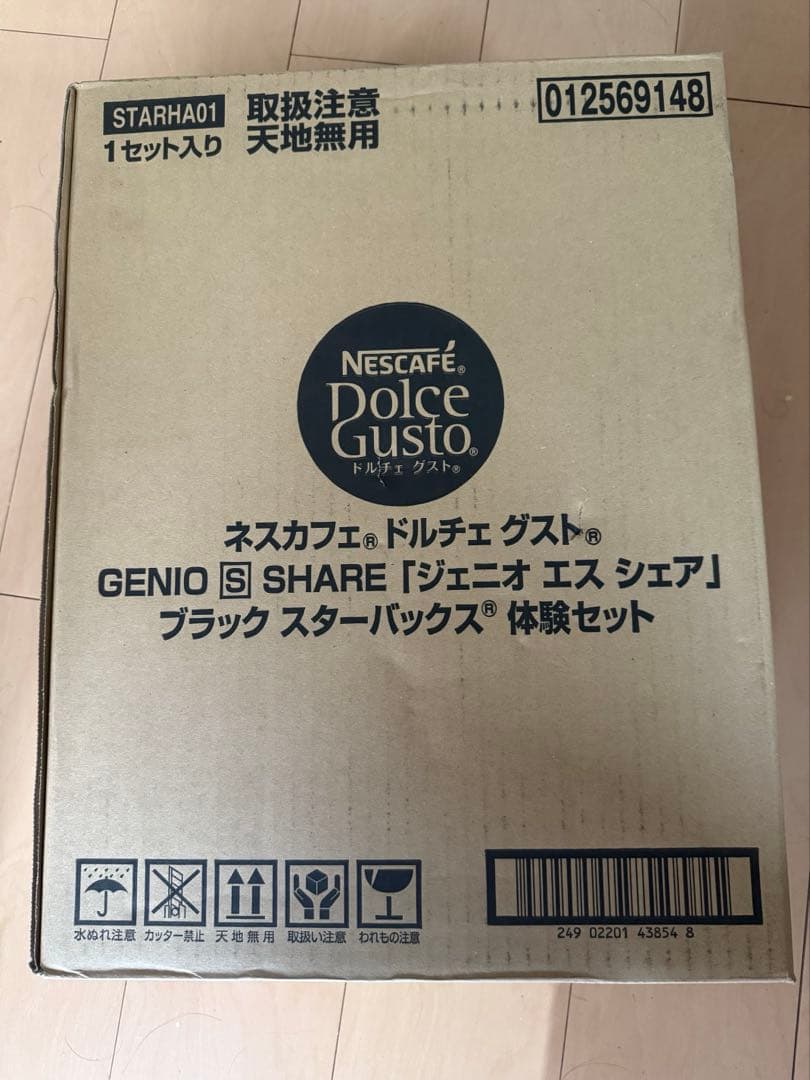 STARHA01
1セット入り
取扱注意
天地無用
012569148
NESCAFÉ®
Dolce
Gusto®
ドルチェ グスト®
ネスカフェ® ドルチェ グスト®
GENIO S SHARE「ジェニオ エス シェア」
ブラック スターバックス® 体験セット
水ぬれ注意
カッター禁止
天地無用
取扱い注意
われもの注意
249 02201 43854 8